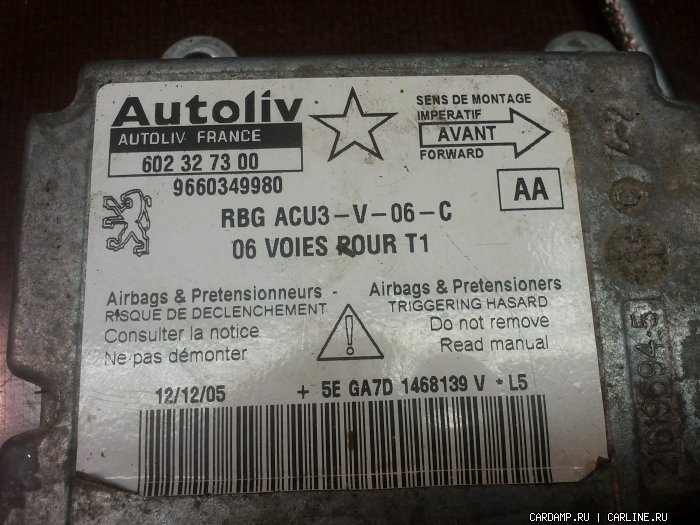 Autoliv
AUTOLIV FRANCE
602 32 73 00
9660349980
SENS DE MONTAGE
IMPERATIF
AVANT
FORWARD
AA
RBG ACU3-V-06-C
06 VOIES POUR T1
Airbags & Pretensionneurs -
RISQUE DE DECLENCHEMENT
Consulter la notice
Ne pas démonter
Airbags & Pretensioners
TRIGGERING HASARD
Do not remove
Read manual
12/12/05 + 5E GA7D 1468139 V * L5
21619694-5
CARDAMP.RU | CARLINE.RU